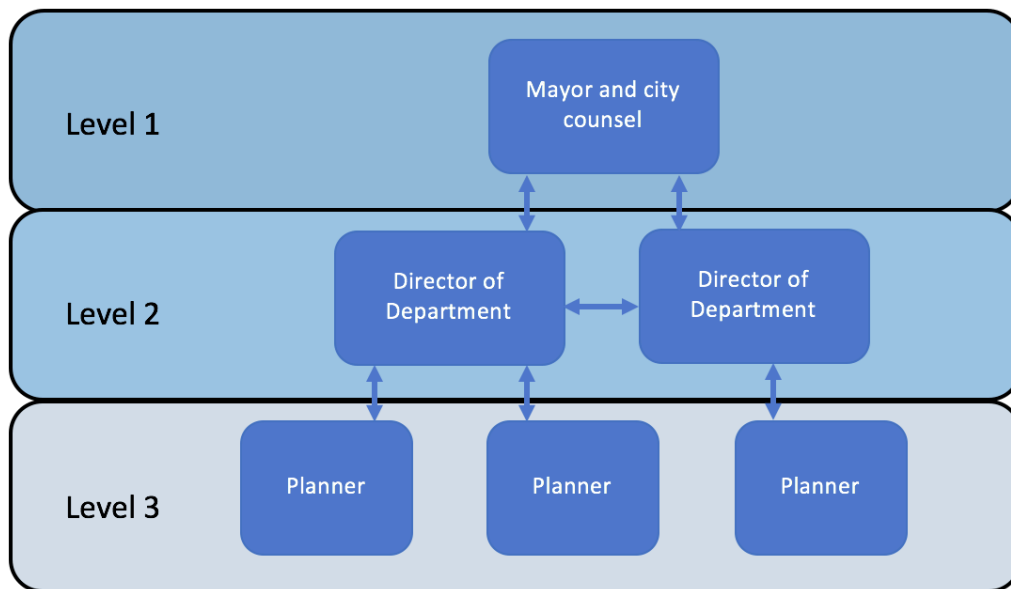 Level 1
Mayor and city
counsel
Level 2
Director of
Department
Director of
Department
Level 3
Planner
Planner
Planner